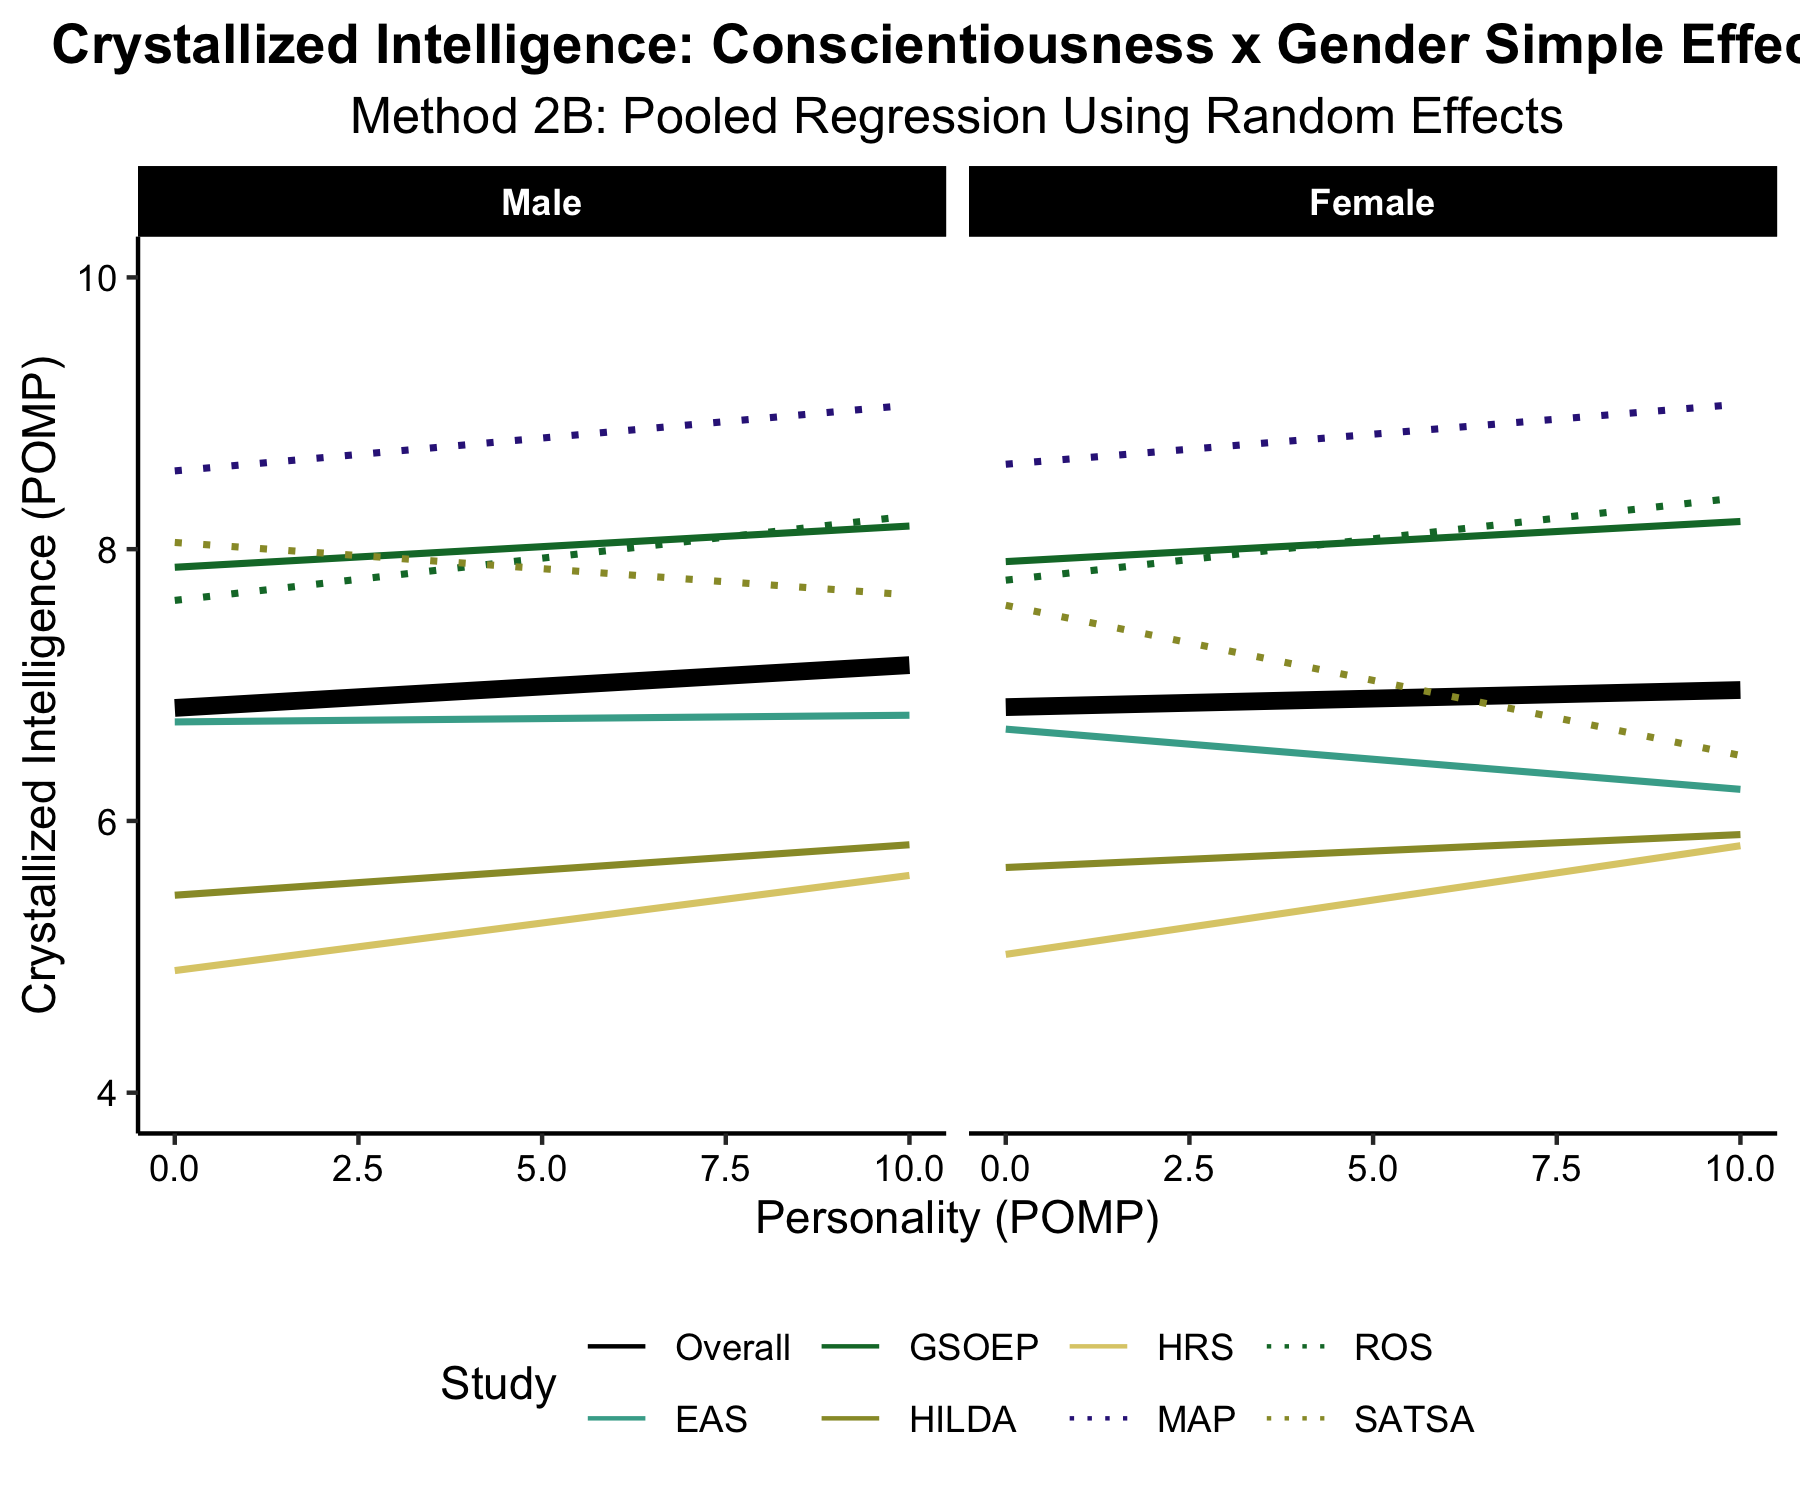 Crystallized Intelligence: Conscientiousness x Gender Simple Effec
Method 2B: Pooled Regression Using Random Effects
Male
Female
Crystallized Intelligence (POMP)
10
8
6
4
0.0 2.5 5.0 7.5 10.0
0.0 2.5 5.0 7.5 10.0
Personality (POMP)
Study
Overall GSOEP HRS ROS
EAS HILDA MAP SATSA